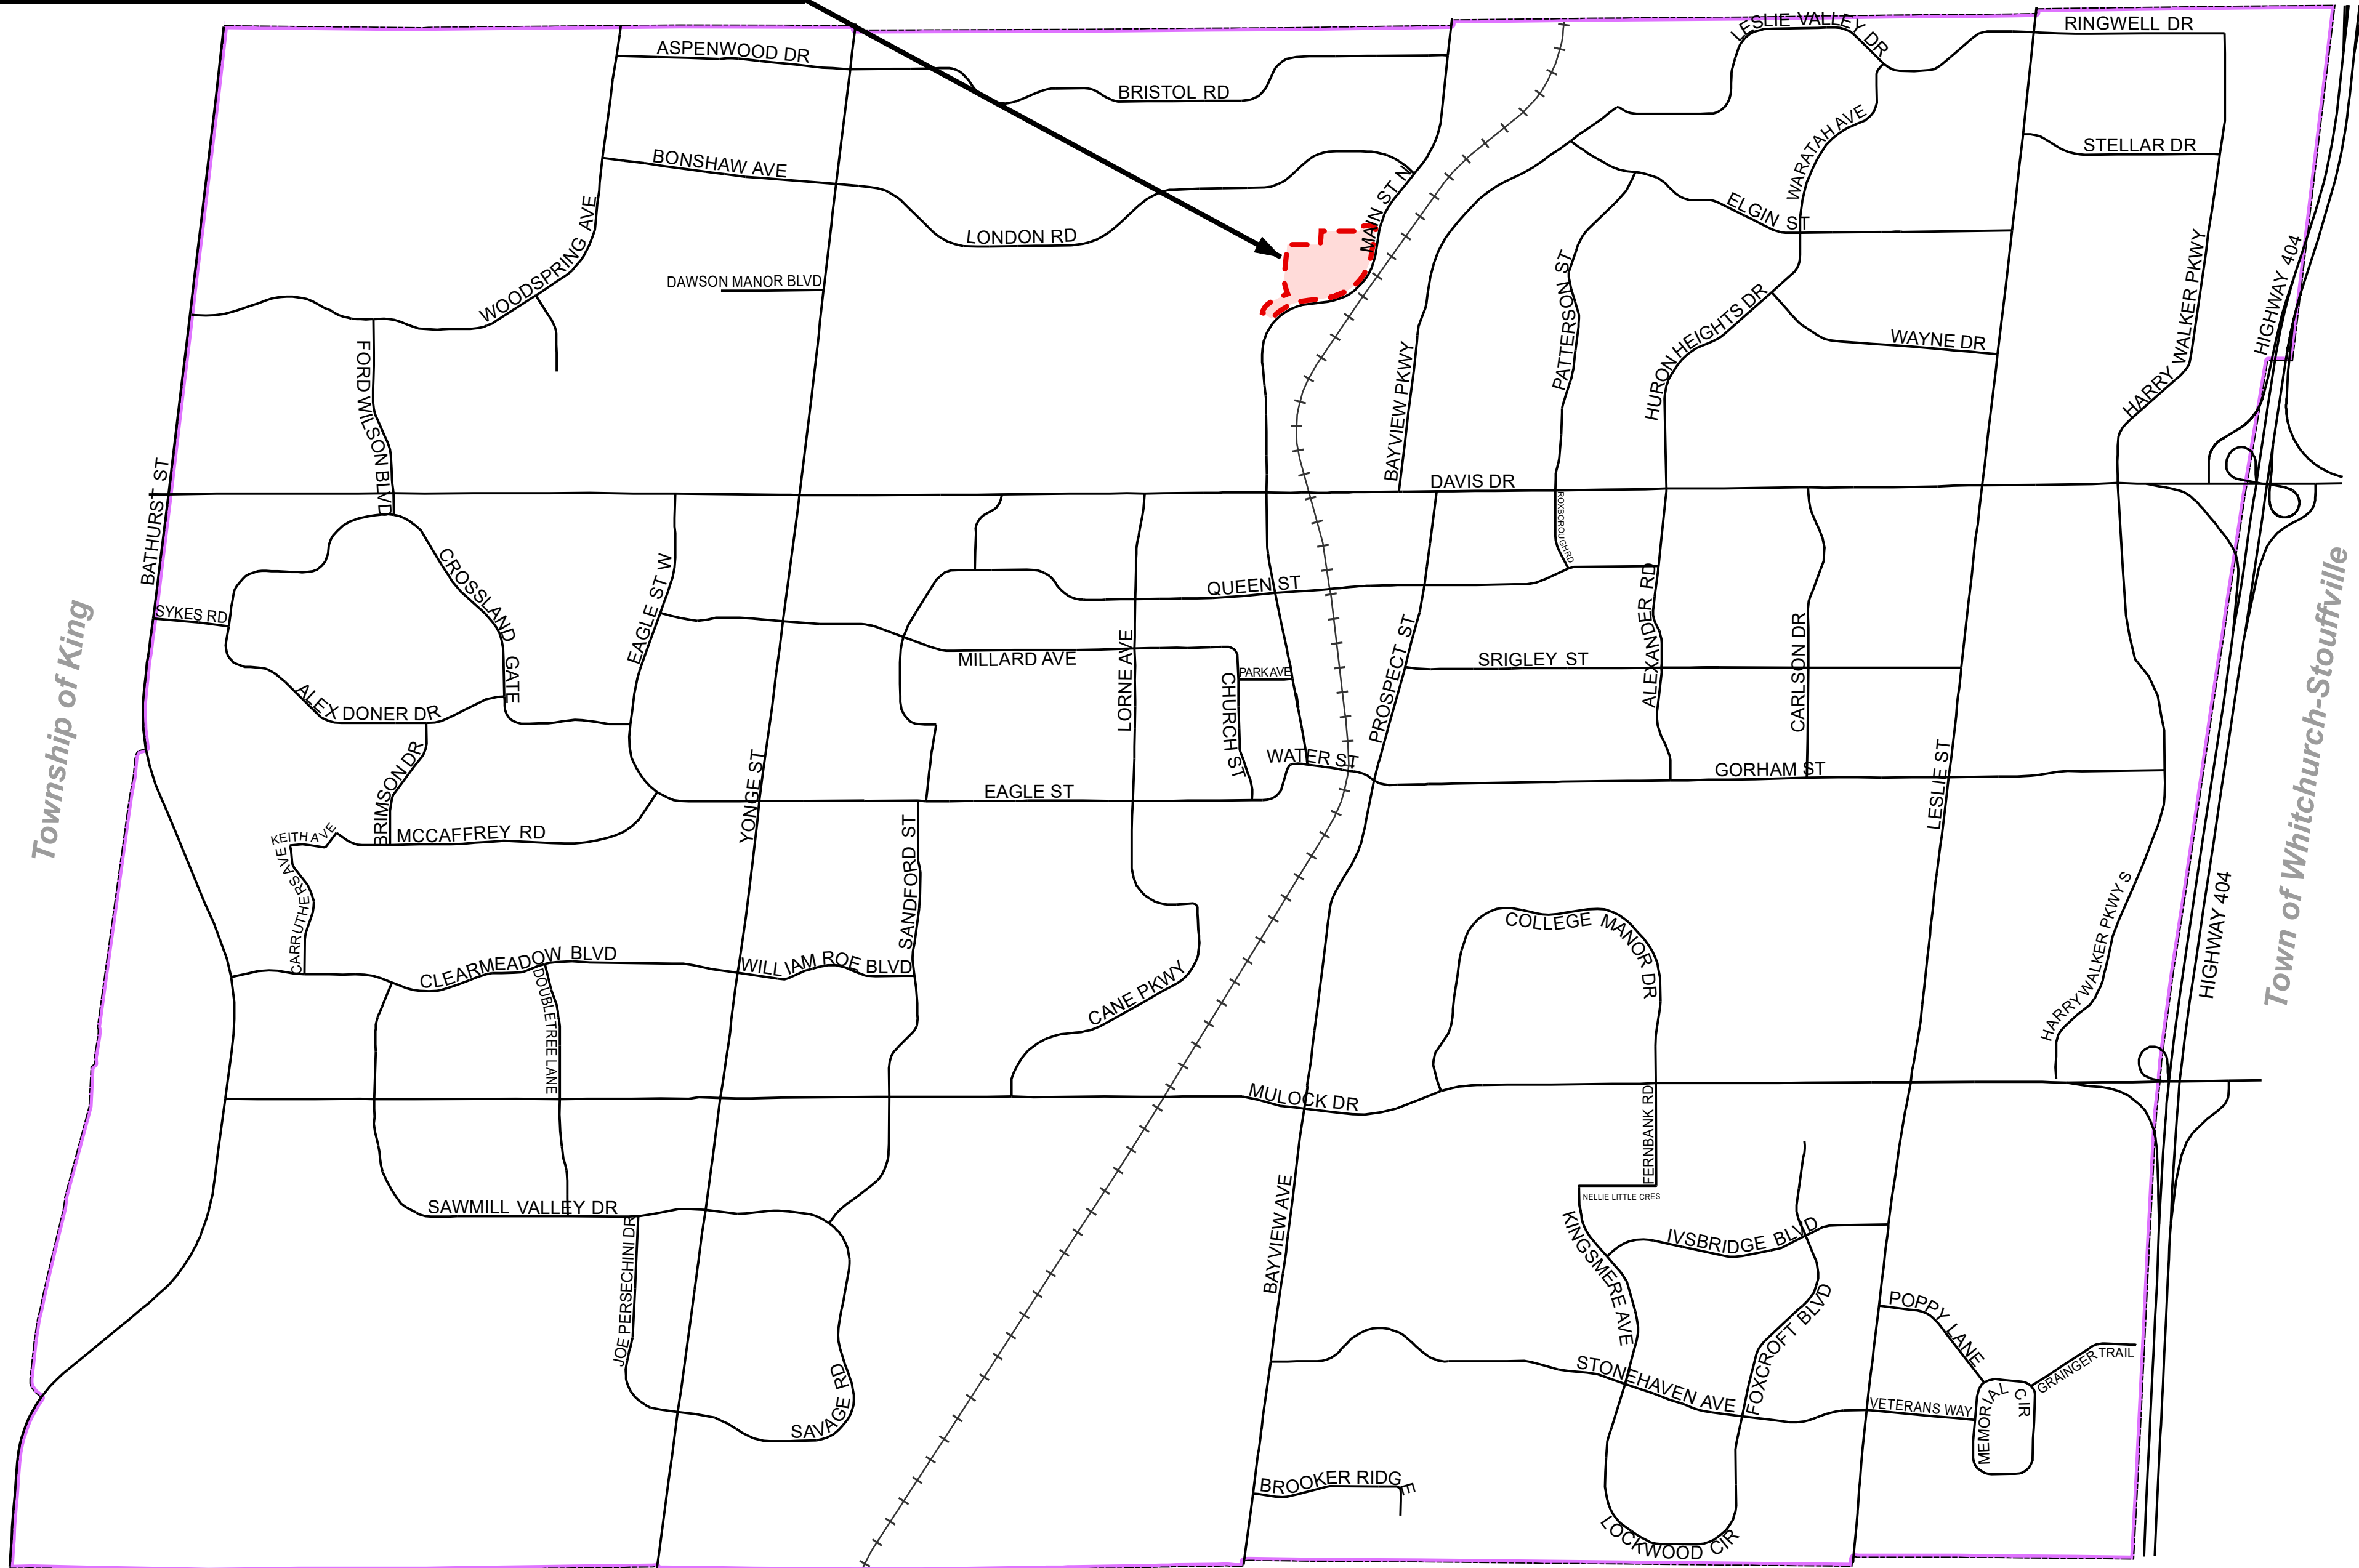 LESLIE VALLEY DR
RINGWELL DR
ASPENWOOD DR
BRISTOL RD
WARATAH AVE
STELLAR DR
BONSHAW AVE
MAIN ST N
ELGIN ST
LONDON RD
WOODSPRING AVE
DAWSON MANOR BLVD
PATTERSON ST
HURON HEIGHTS DR
HARRY WALKER PKWY
HIGHWAY 404
WAYNE DR
FORD WILSON BLVD
BAYVIEW PKWY
HARRY WALKER PKWY
BATHURST ST
DAVIS DR
ROXBOROUGH RD
CROSSLAND GATE
EAGLE ST W
QUEEN ST
ALEXANDER RD
SYKES RD
Township of King
Town of Whitchurch-Stouffville
MILLARD AVE
LORNE AVE
PARK AVE
CHURCH ST
PROSPECT ST
SRIGLEY ST
CARLSON DR
ALEX DONER DR
BRIMSON DR
YONGE ST
WATER ST
GORHAM ST
LESLIE ST
EAGLE ST
KEITH AVE
MCCAFFREY RD
CARRUTHERS AVE
SANDFORD ST
COLLEGE MANOR DR
HARRY WALKER PKWY S
HIGHWAY 404
CLEARMEADOW BLVD
WILLIAM ROE BLVD
DOUBLETREE LANE
CANE PKWY
MULOCK DR
FERNBANK RD
NELLIE LITTLE CRES
SAWMILL VALLEY DR
JOE PERSECHINI DR
BAYVIEW AVE
KINGSMERE AVE
IVSBRIDGE BLVD
POPPY LANE
FOXCROFT BLVD
STONEHAVEN AVE
GRAINGER TRAIL
VETERANS WAY
MEMORIAL CIR
SAVAGE RD
BROOKER RIDGE
LOCKWOOD CIR